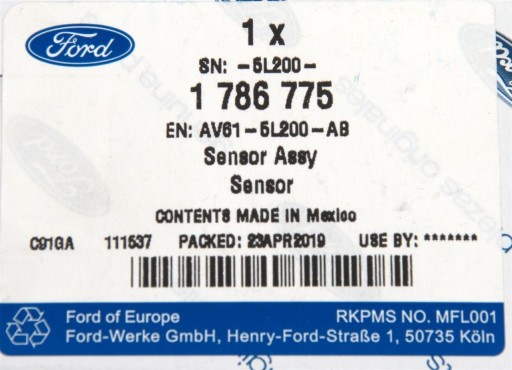 Ford
1 x
SN: -5L200-
1 786 775
EN: AV61-5L200-AB
Sensor Assy
Sensor
CONTENTS MADE IN Mexico
C91GA 111537 PACKED: 23APR2019 USE BY: *******
Ford of Europe RKPMS NO. MFL001
Ford-Werke GmbH, Henry-Ford-Straße 1, 50735 Köln